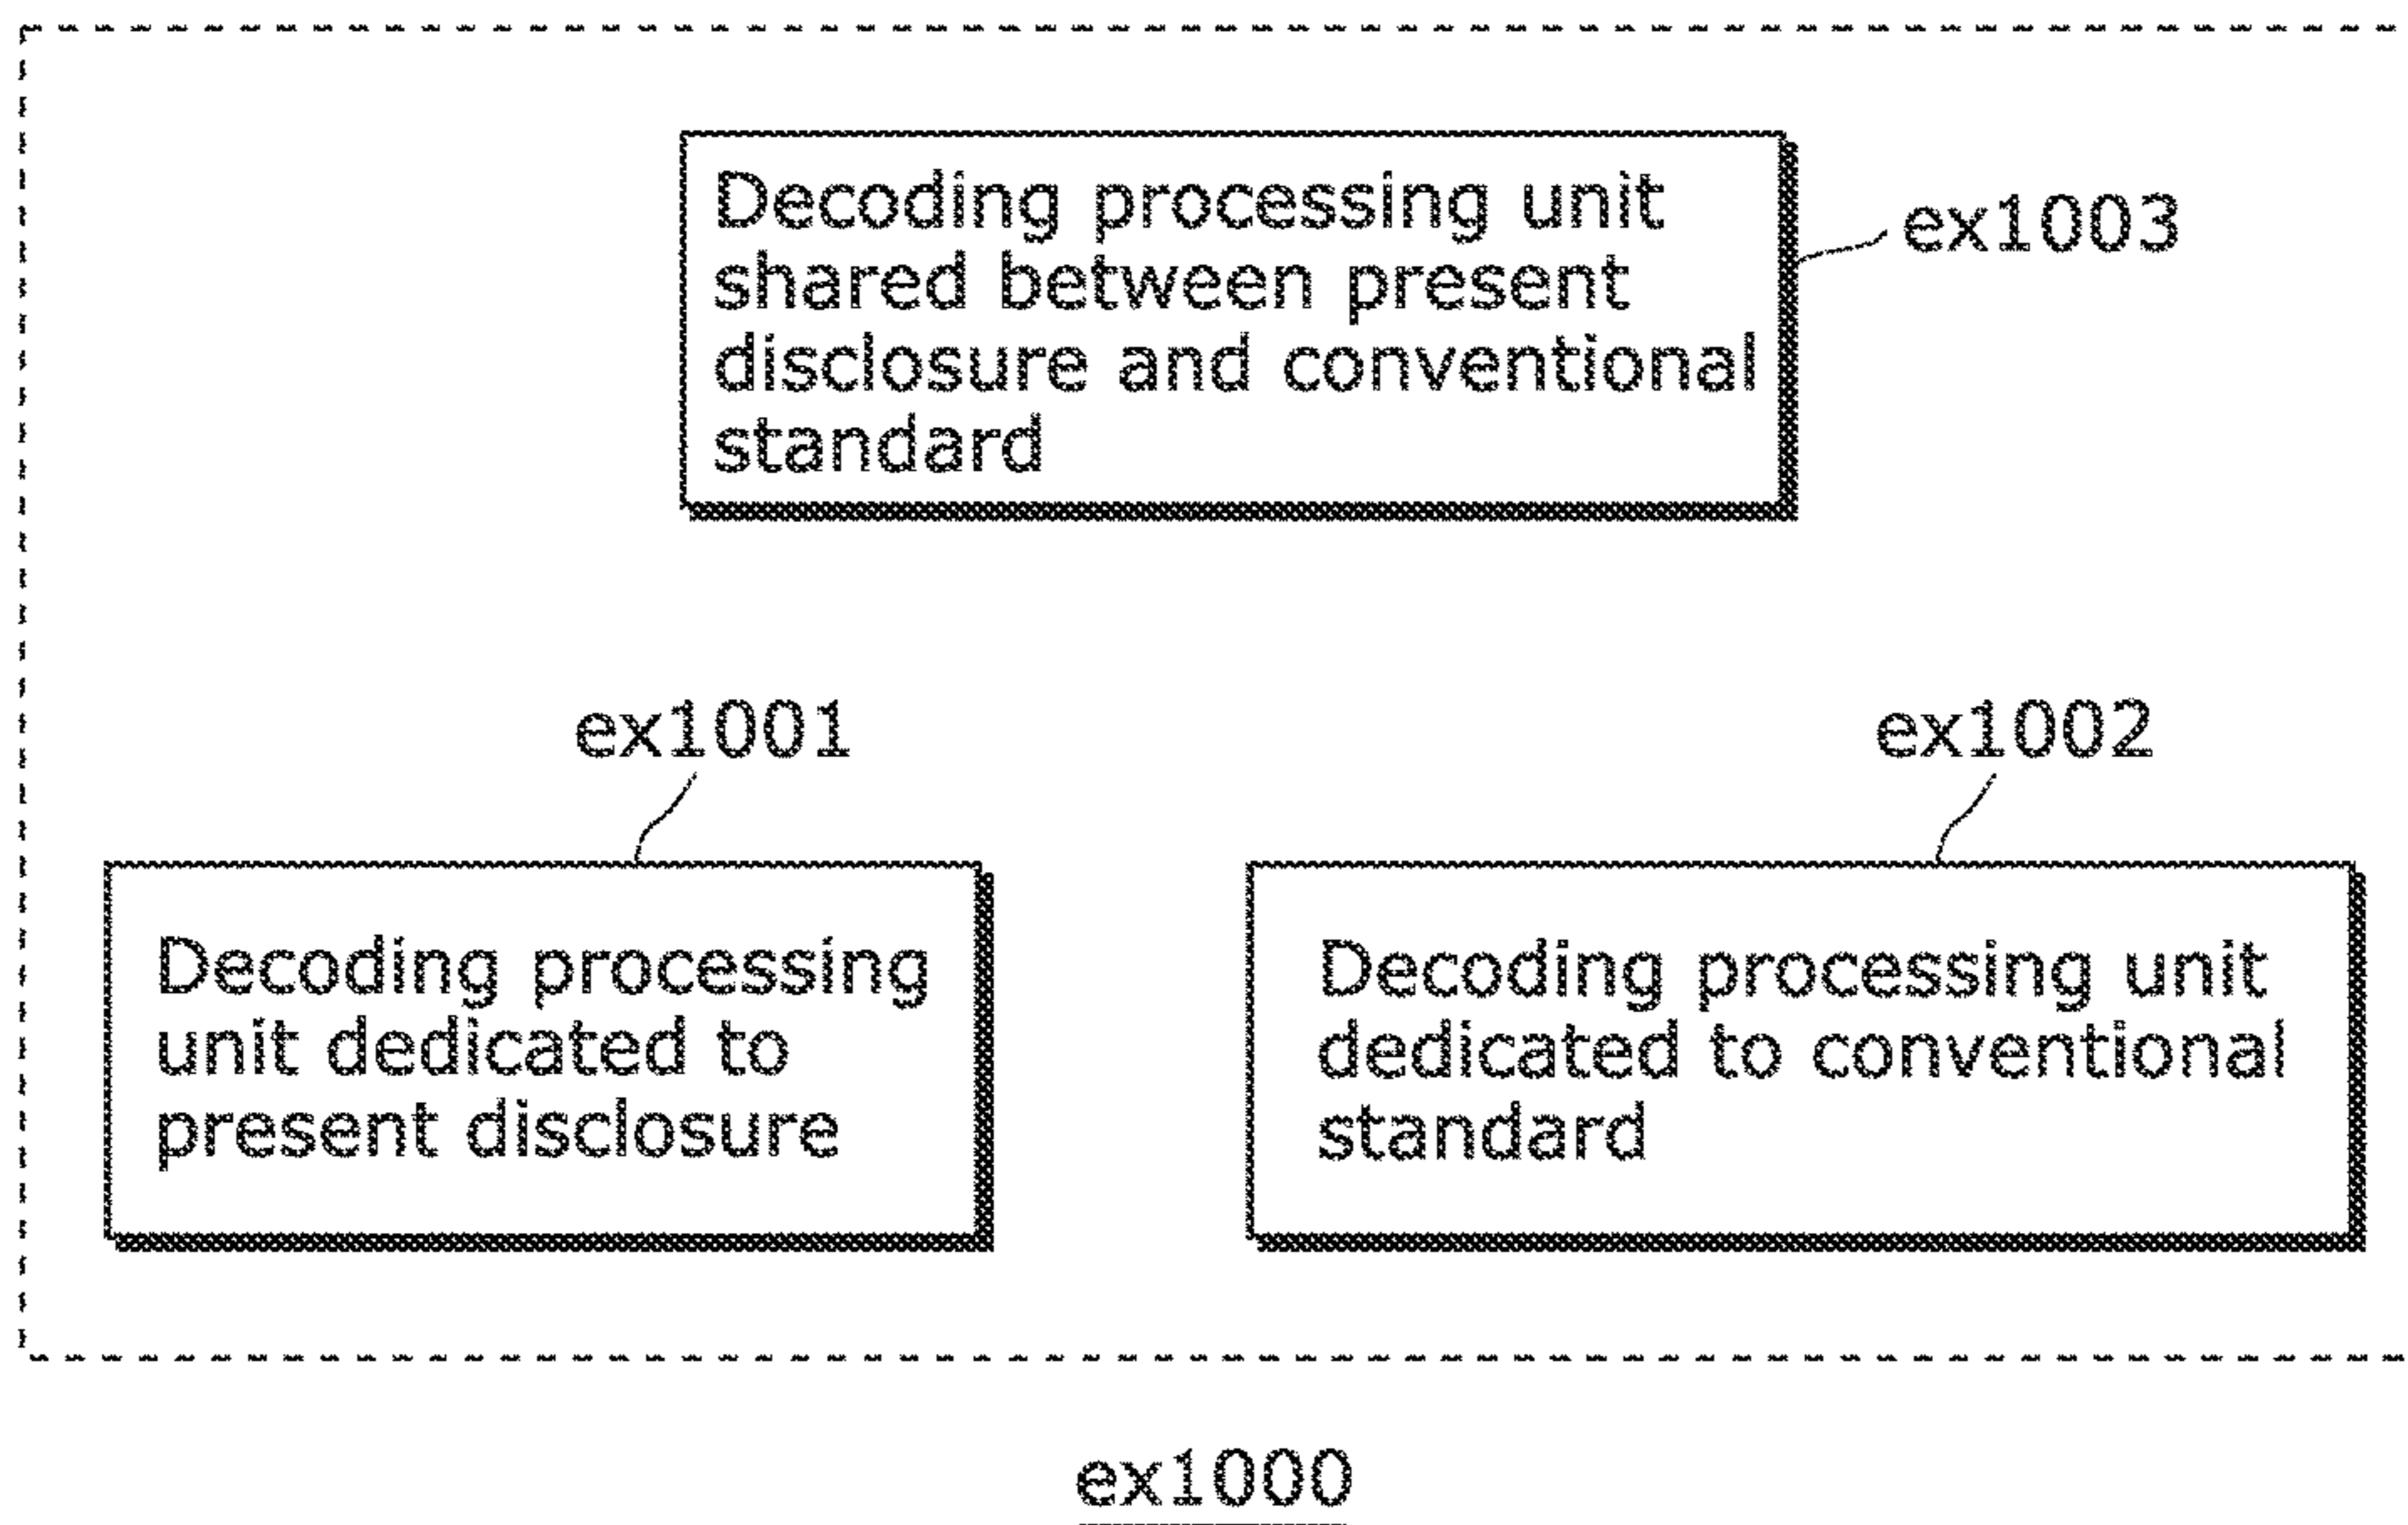 Decoding processing unit
shared between present
disclosure and conventional
standard
ex1003
ex1001
ex1002
Decoding processing
unit dedicated to
present disclosure
Decoding processing unit
dedicated to conventional
standard
ex1000